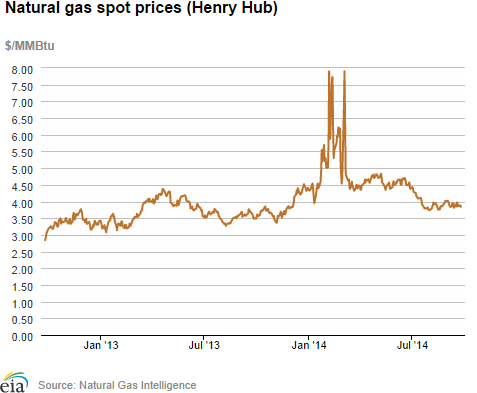 Natural gas spot prices (Henry Hub)
$/MMBtu
8.00
7.50
7.00
6.50
6.00
5.50
5.00
4.50
4.00
3.50
3.00
2.50
2.00
1.50
1.00
0.50
0.00
Jan '13
Jul '13
Jan '14
Jul '14
eia
Source: Natural Gas Intelligence